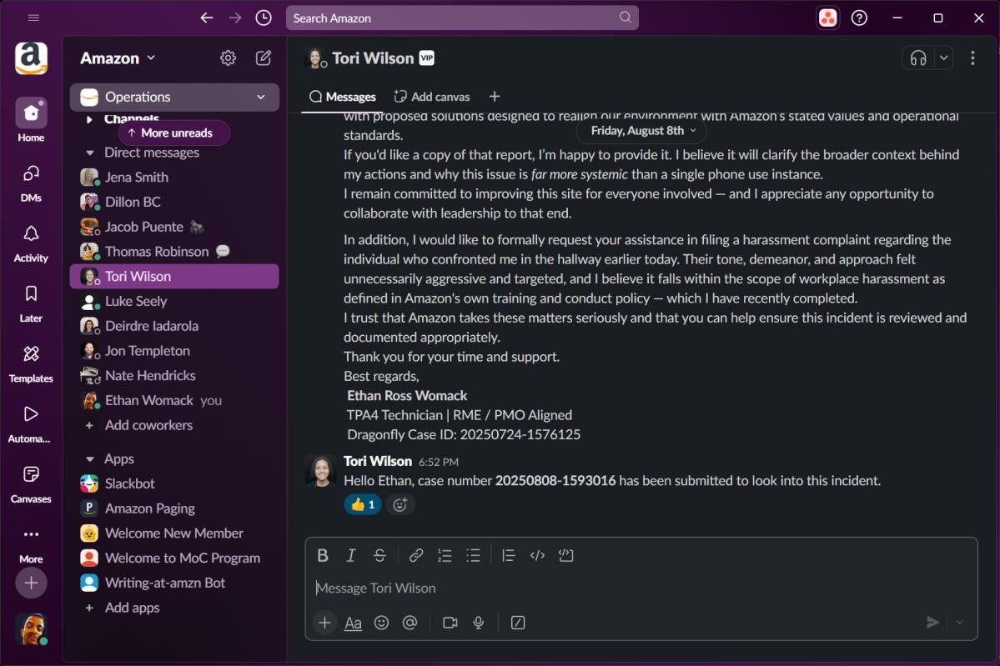 Search Amazon
Amazon
Operations
Channels
More unreads
Direct messages
Jena Smith
Dillon BC
Jacob Puente
Thomas Robinson
Tori Wilson
Luke Seely
Deirdre Iadarola
Jon Templeton
Nate Hendricks
Ethan Womack you
Add coworkers
Apps
Slackbot
Amazon Paging
Welcome New Member
Welcome to MoC Program
Writing-at-amzn Bot
Add apps
Home
DMs
Activity
Later
Templates
Automa...
Canvases
More
Tori Wilson VIP
Messages
Add canvas
with proposed solutions designed to realign our environment with Amazon's stated values and operational
standards.
Friday, August 8th
If you'd like a copy of that report, I'm happy to provide it. I believe it will clarify the broader context behind
my actions and why this issue is far more systemic than a single phone use instance.
I remain committed to improving this site for everyone involved — and I appreciate any opportunity to
collaborate with leadership to that end.
In addition, I would like to formally request your assistance in filing a harassment complaint regarding the
individual who confronted me in the hallway earlier today. Their tone, demeanor, and approach felt
unnecessarily aggressive and targeted, and I believe it falls within the scope of workplace harassment as
defined in Amazon's own training and conduct policy — which I have recently completed.
I trust that Amazon takes these matters seriously and that you can help ensure this incident is reviewed and
documented appropriately.
Thank you for your time and support.
Best regards,
Ethan Ross Womack
TPA4 Technician | RME / PMO Aligned
Dragonfly Case ID: 20250724-1576125
Tori Wilson 6:52 PM
Hello Ethan, case number 20250808-1593016 has been submitted to look into this incident.
1
Message Tori Wilson
Aa